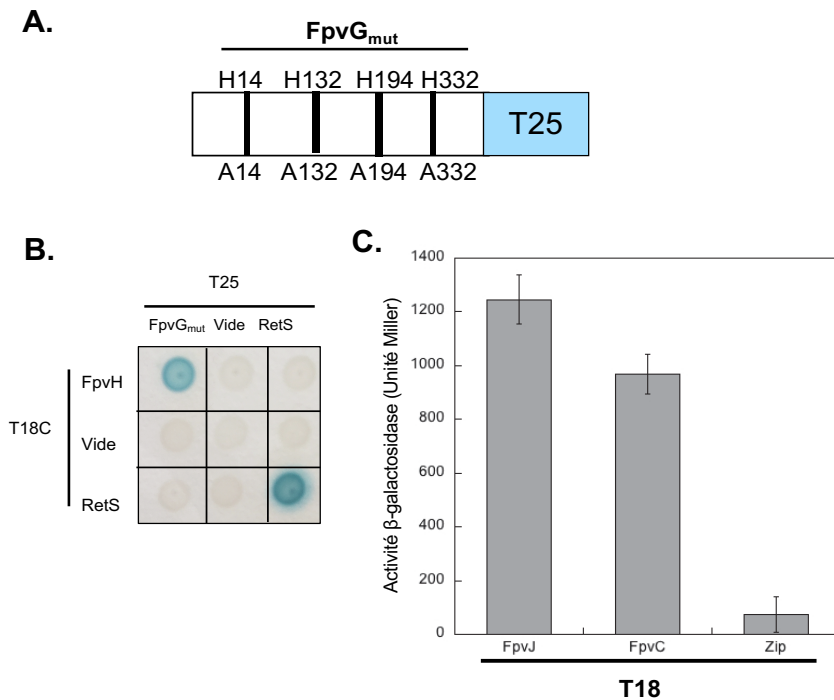 A.
FpvGmut
H14 H132 H194 H332
T25
A14 A132 A194 A332
B.
T25
FpvGmut Vide RetS
T18C
FpvH
Vide
RetS
C.
Activité β-galactosidase (Unité Miller)
1400
1200
1000
800
600
400
200
0
FpvJ FpvC Zip
T18